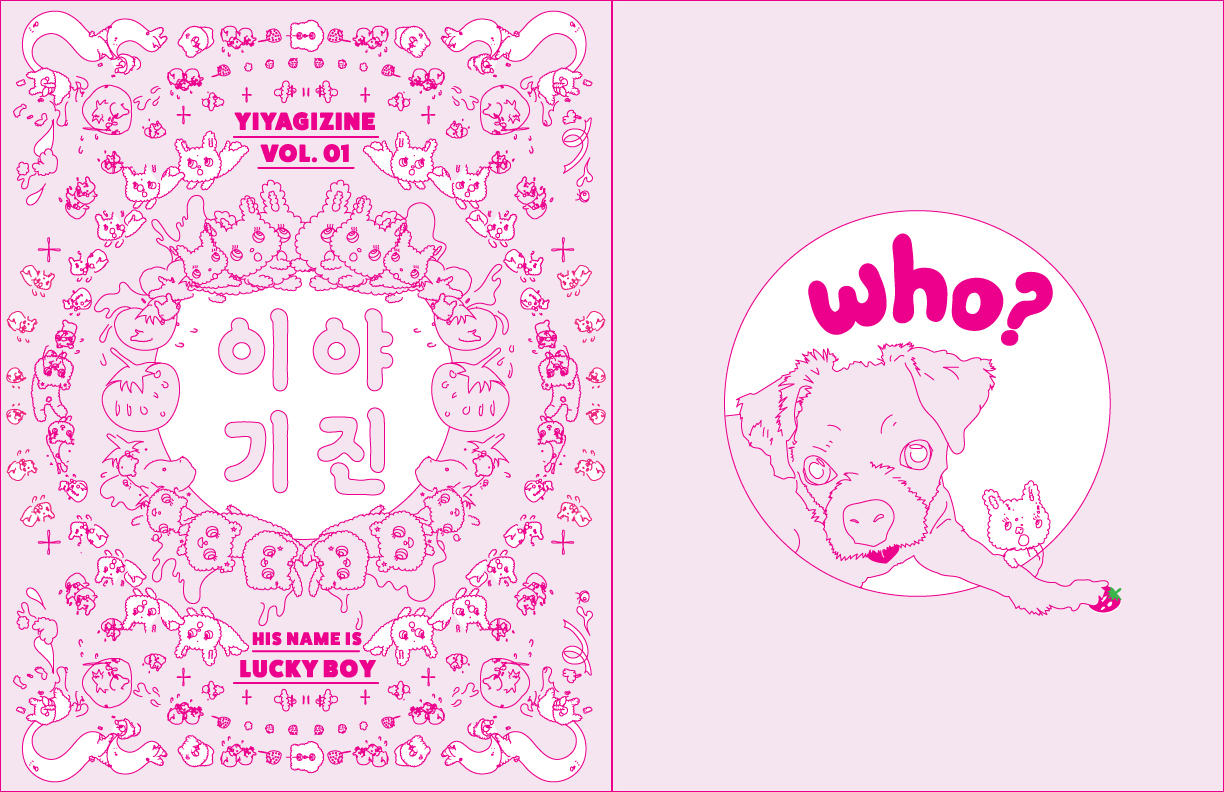 YIYAGIZINE
VOL. 01
이야
기진
HIS NAME IS
LUCKY BOY
who?